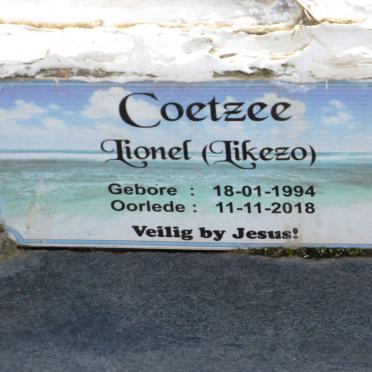 Coetzee
Lionel (Likezo)
Gebore : 18-01-1994
Oorlede : 11-11-2018
Veilig by Jesus!